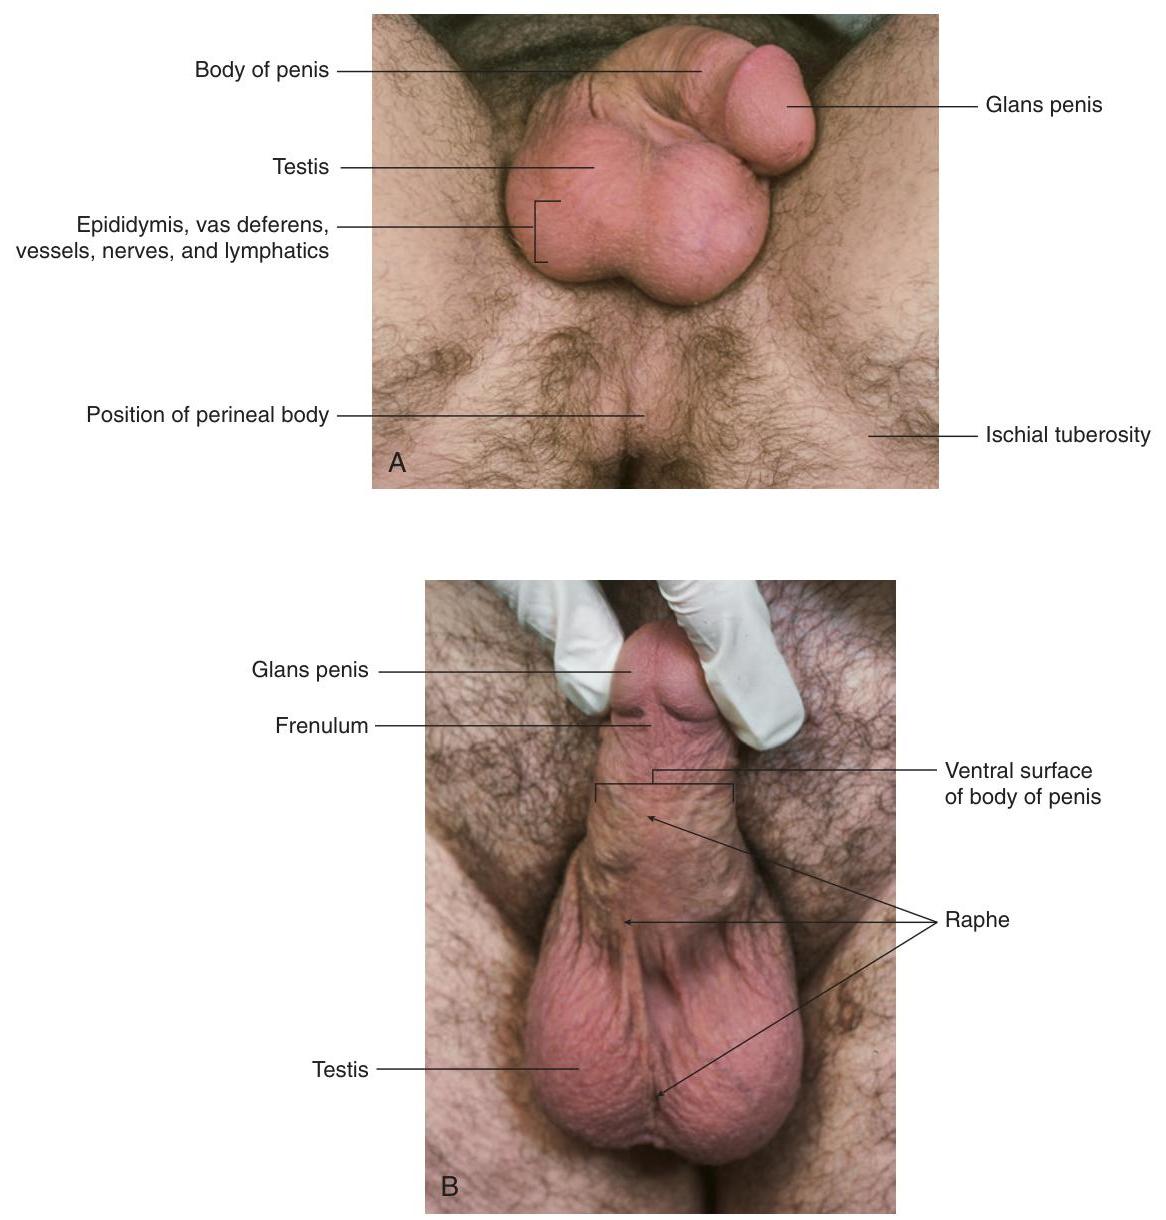 Body of penis
Glans penis
Testis
Epididymis, vas deferens,
vessels, nerves, and lymphatics
Position of perineal body
Ischial tuberosity
A
Glans penis
Frenulum
Ventral surface
of body of penis
Raphe
Testis
B